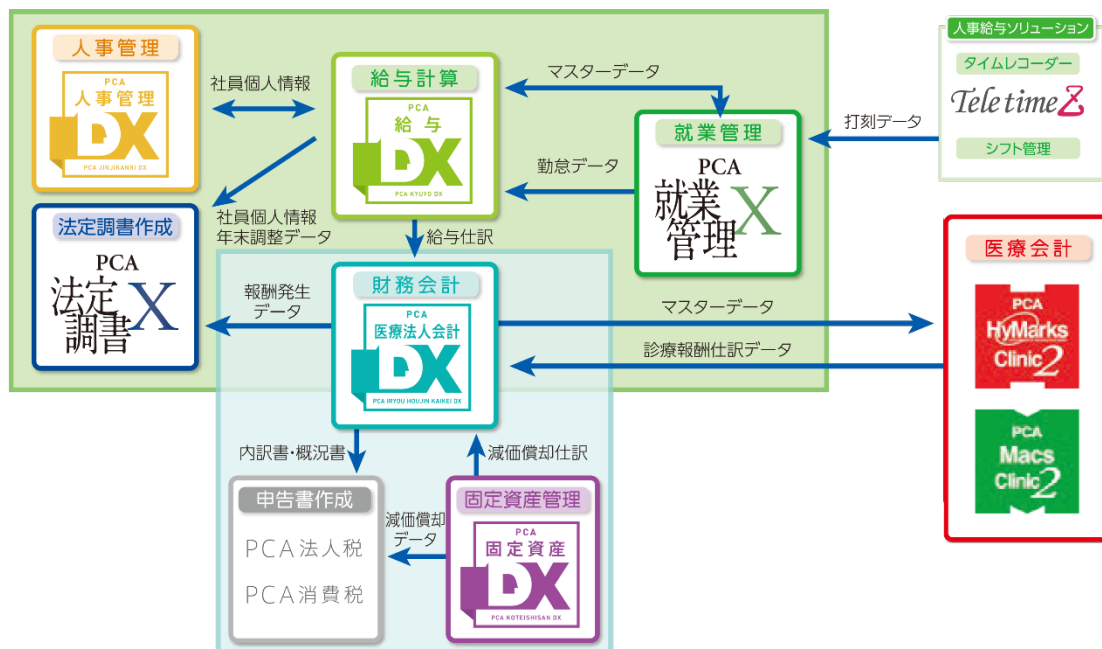 人事管理
PCA
人事管理
DX
PCA JINJIKANRI DX
社員個人情報
給与計算
PCA
給与
DX
PCA KYUYO DX
マスターデータ
勤怠データ
就業管理
PCA
就業
管理
X
打刻データ
人事給与ソリューション
タイムレコーダー
Teletime Z
シフト管理
法定調書作成
PCA
法定
調書
X
社員個人情報
年末調整データ
給与仕訳
報酬発生
データ
財務会計
PCA
医療法人会計
DX
PCA IRYOU HOUJIN KAIKEI DX
マスターデータ
診療報酬仕訳データ
医療会計
PCA
HyMarks
Clinic2
PCA
Macs
Clinic2
内訳書・概況書
減価償却仕訳
申告書作成
PCA法人税
PCA消費税
減価償却
データ
固定資産管理
PCA
固定資産
DX
PCA KOTEISHISAN DX